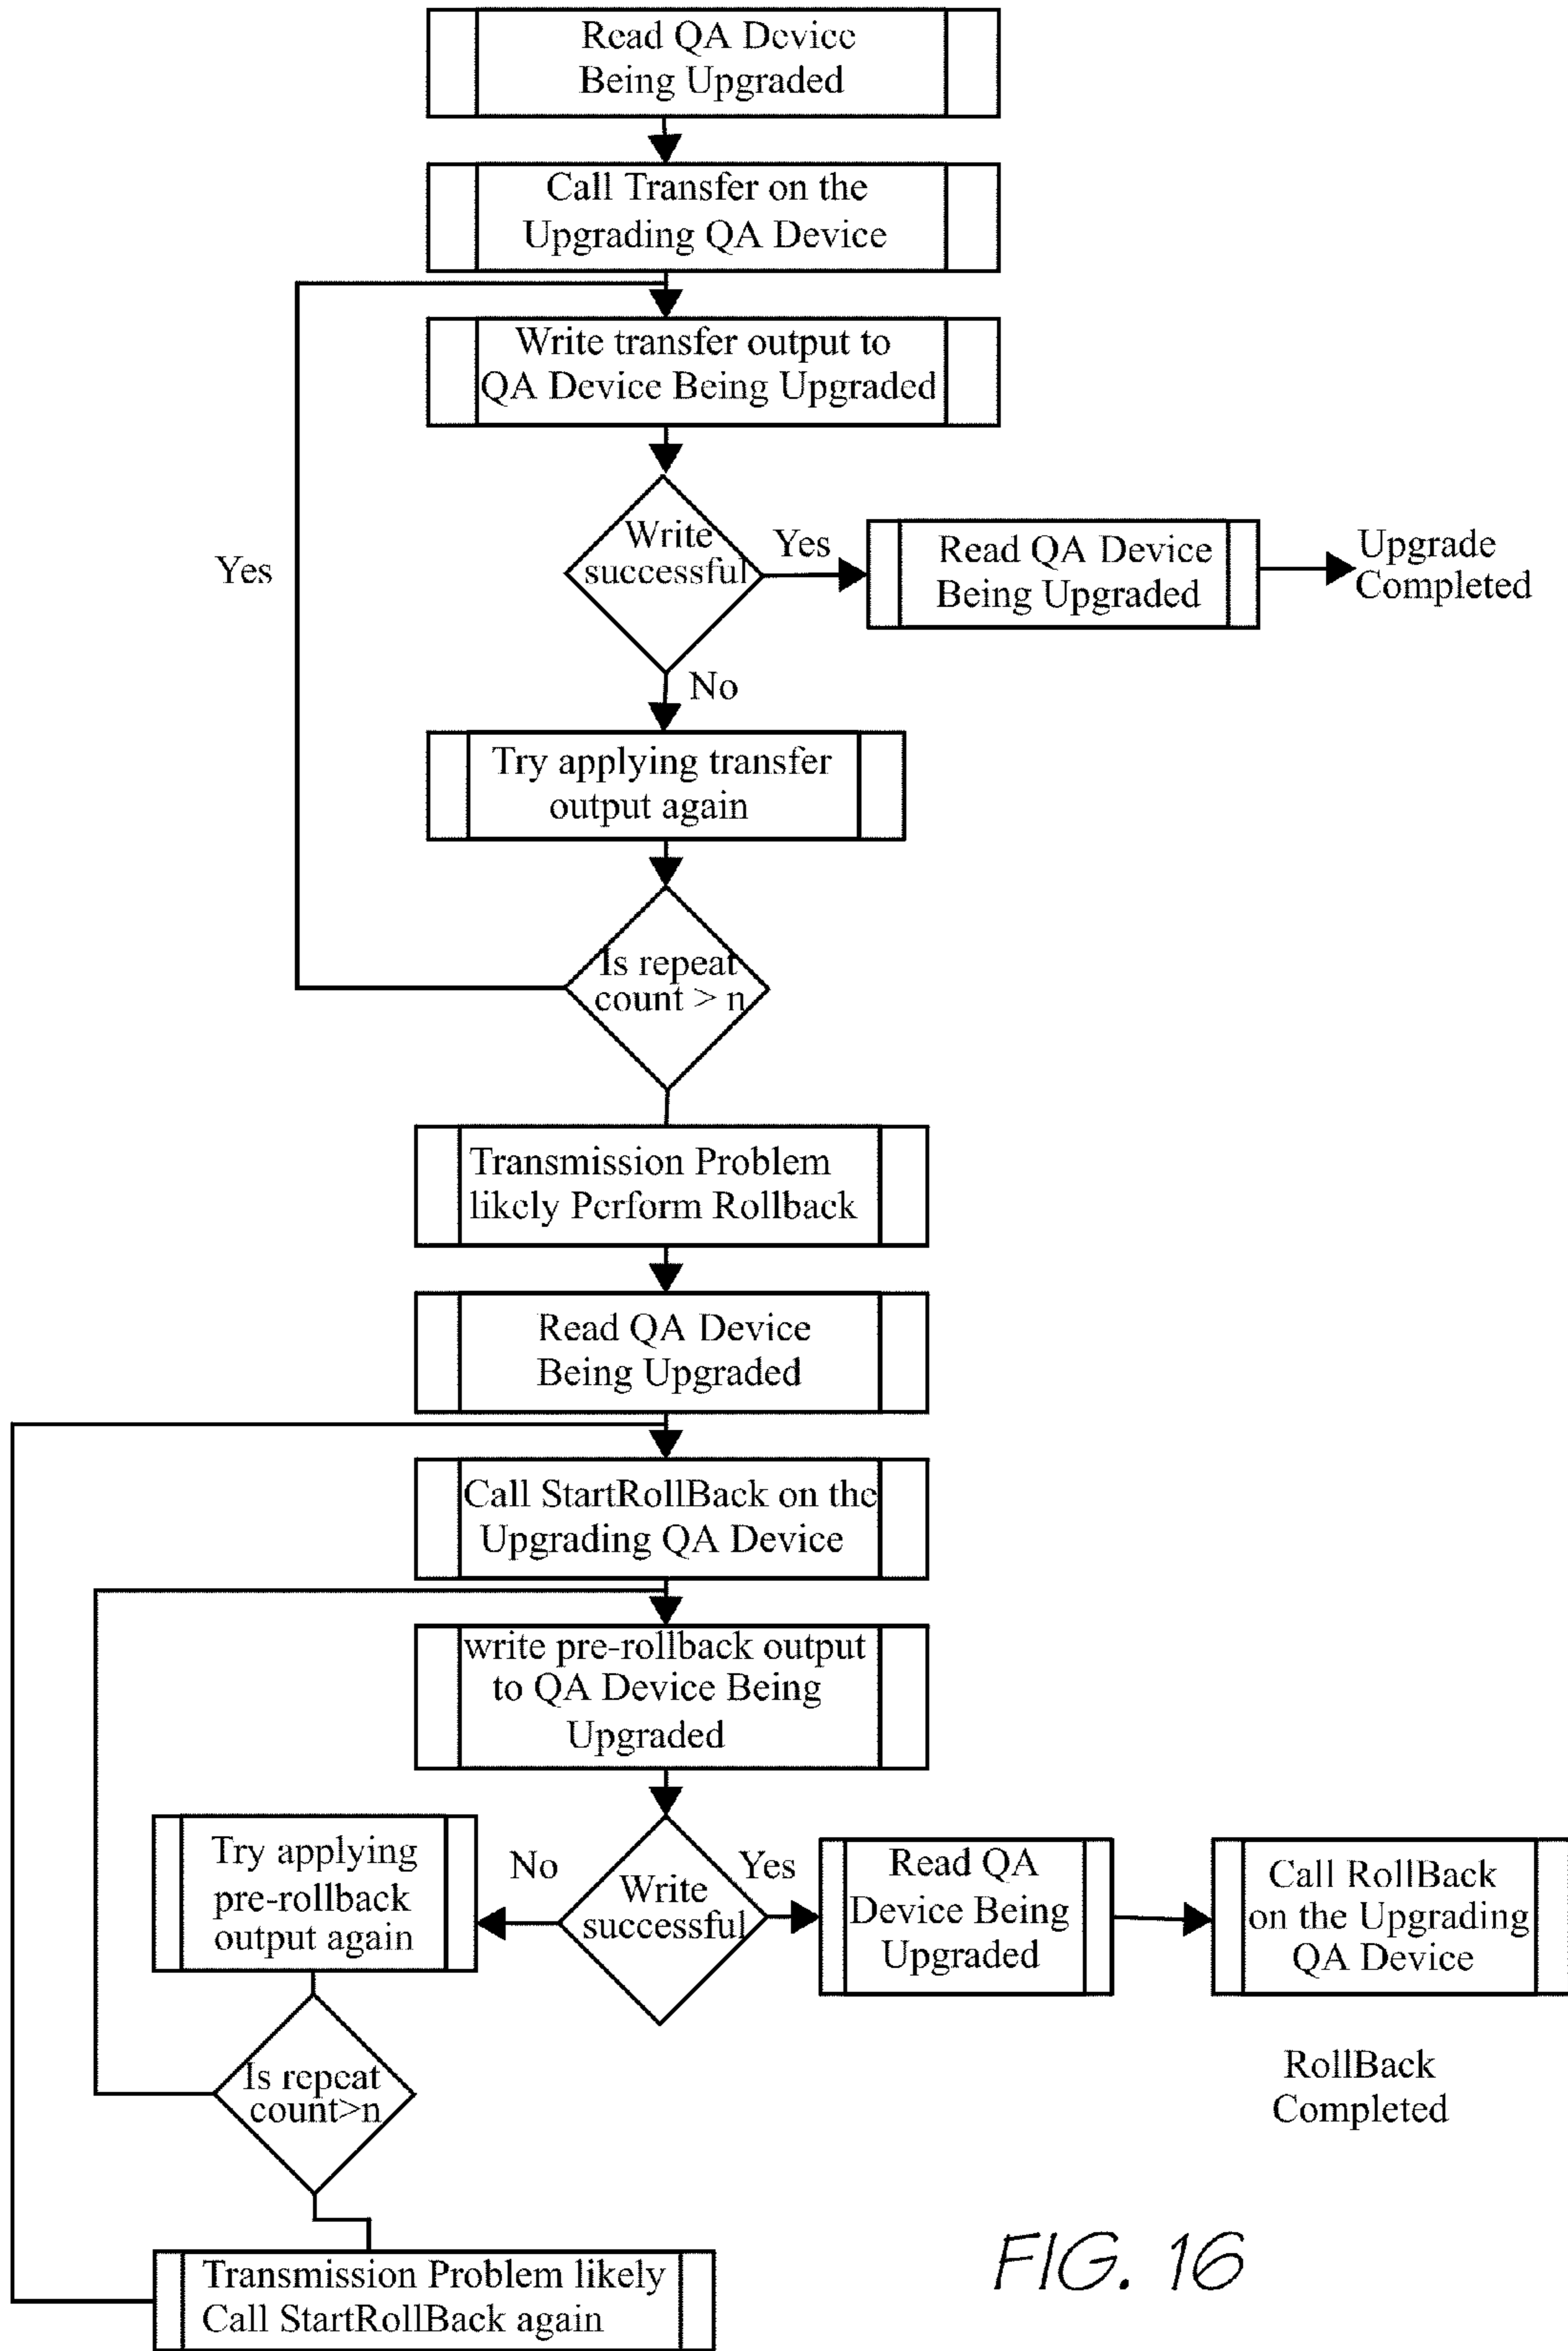 Read QA Device
Being Upgraded
Call Transfer on the
Upgrading QA Device
Write transfer output to
QA Device Being Upgraded
Write
successful
Yes
Read QA Device
Being Upgraded
Upgrade
Completed
Yes
No
Try applying transfer
output again
Is repeat
count > n
Transmission Problem
likely Perform Rollback
Read QA Device
Being Upgraded
Call StartRollBack on the
Upgrading QA Device
write pre-rollback output
to QA Device Being
Upgraded
Try applying
pre-rollback
output again
No
Write
successful
Yes
Read QA
Device Being
Upgraded
Call RollBack
on the Upgrading
QA Device
RollBack
Completed
Is repeat
count>n
Transmission Problem likely
Call StartRollBack again
FIG. 16